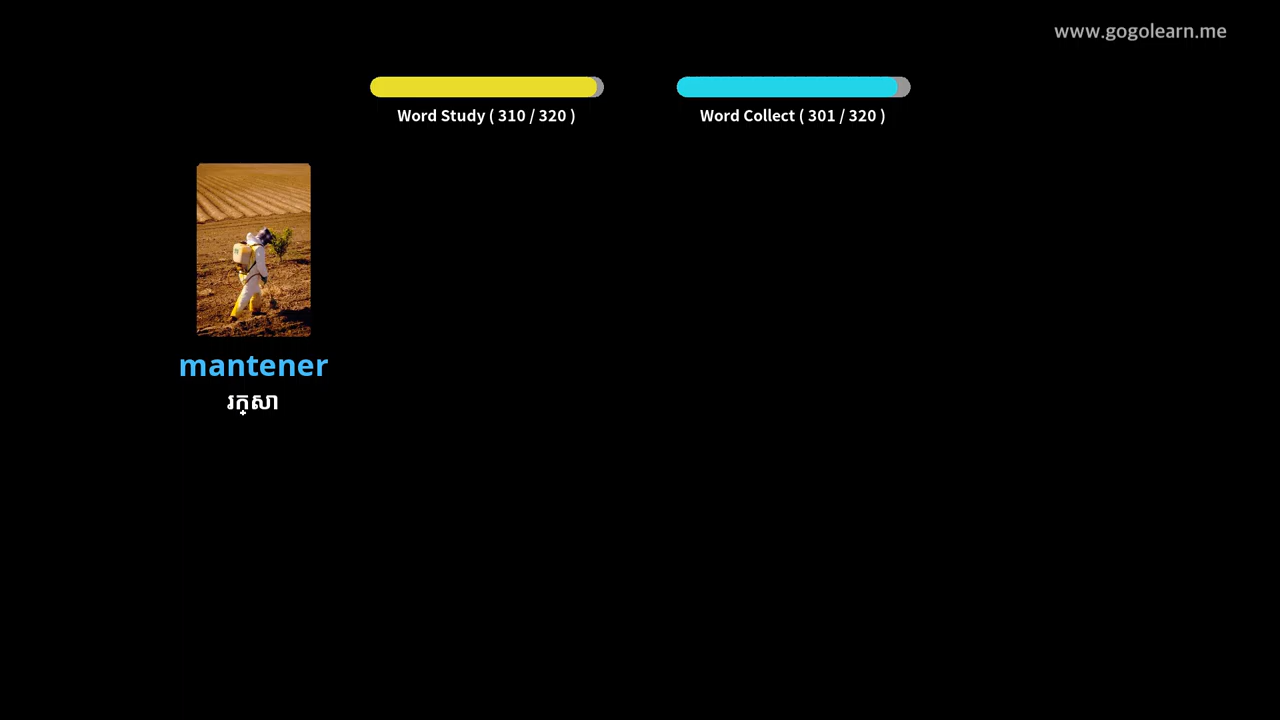 www.gogolearn.me
Word Study ( 310 / 320 )
Word Collect ( 301 / 320 )
mantener
រក្សា